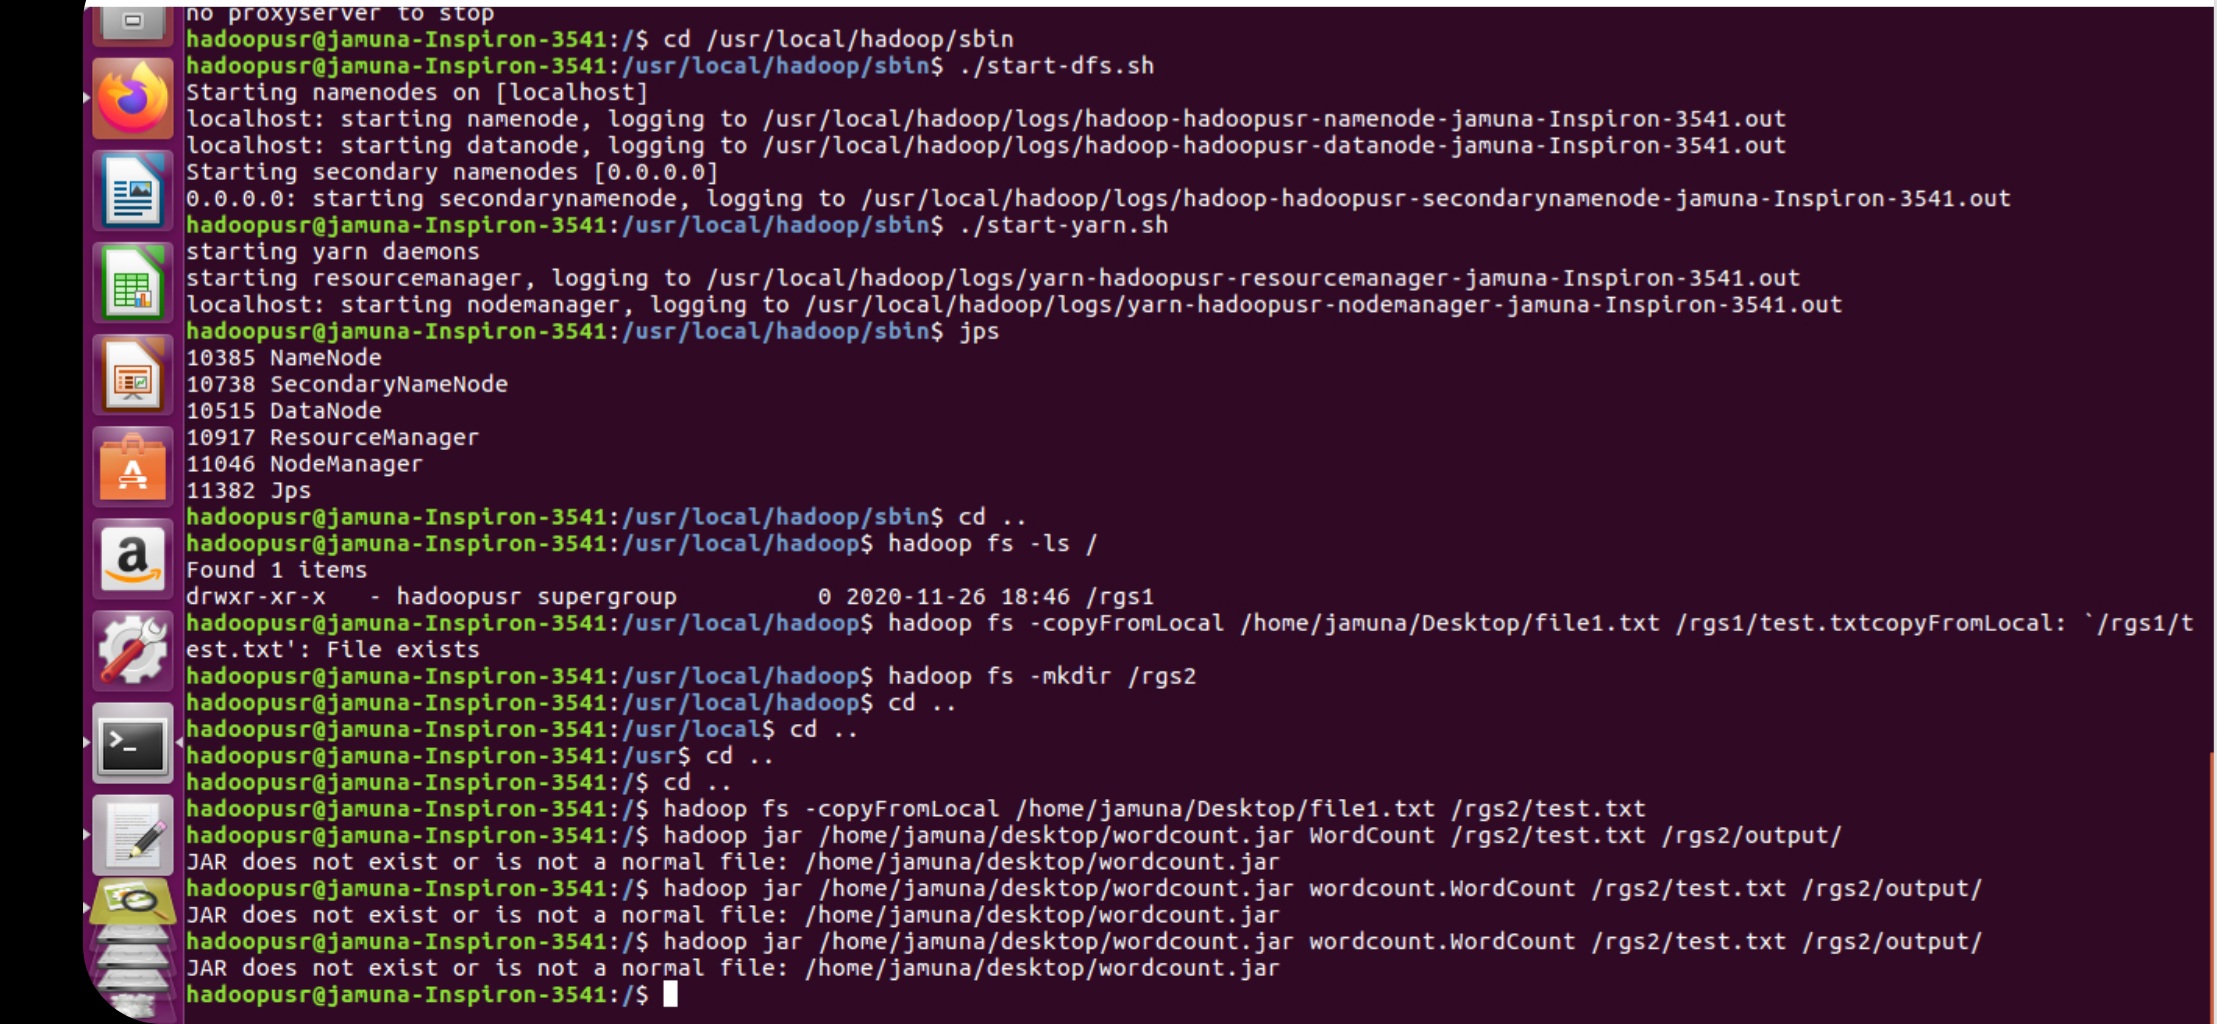 no proxyserver to stop
hadoopusr@jamuna-Inspiron-3541:/$ cd /usr/local/hadoop/sbin
hadoopusr@jamuna-Inspiron-3541:/usr/local/hadoop/sbin$ ./start-dfs.sh
Starting namenodes on [localhost]
localhost: starting namenode, logging to /usr/local/hadoop/logs/hadoop-hadoopusr-namenode-jamuna-Inspiron-3541.out
localhost: starting datanode, logging to /usr/local/hadoop/logs/hadoop-hadoopusr-datanode-jamuna-Inspiron-3541.out
Starting secondary namenodes [0.0.0.0]
0.0.0.0: starting secondarynamenode, logging to /usr/local/hadoop/logs/hadoop-hadoopusr-secondarynamenode-jamuna-Inspiron-3541.out
hadoopusr@jamuna-Inspiron-3541:/usr/local/hadoop/sbin$ ./start-yarn.sh
starting yarn daemons
starting resourcemanager, logging to /usr/local/hadoop/logs/yarn-hadoopusr-resourcemanager-jamuna-Inspiron-3541.out
localhost: starting nodemanager, logging to /usr/local/hadoop/logs/yarn-hadoopusr-nodemanager-jamuna-Inspiron-3541.out
hadoopusr@jamuna-Inspiron-3541:/usr/local/hadoop/sbin$ jps
10385 NameNode
10738 SecondaryNameNode
10515 DataNode
10917 ResourceManager
11046 NodeManager
11382 Jps
hadoopusr@jamuna-Inspiron-3541:/usr/local/hadoop/sbin$ cd ..
hadoopusr@jamuna-Inspiron-3541:/usr/local/hadoop$ hadoop fs -ls /
Found 1 items
drwxr-xr-x   - hadoopusr supergroup          0 2020-11-26 18:46 /rgs1
hadoopusr@jamuna-Inspiron-3541:/usr/local/hadoop$ hadoop fs -copyFromLocal /home/jamuna/Desktop/file1.txt /rgs1/test.txtcopyFromLocal: `/rgs1/t
est.txt': File exists
hadoopusr@jamuna-Inspiron-3541:/usr/local/hadoop$ hadoop fs -mkdir /rgs2
hadoopusr@jamuna-Inspiron-3541:/usr/local/hadoop$ cd ..
hadoopusr@jamuna-Inspiron-3541:/usr/local$ cd ..
hadoopusr@jamuna-Inspiron-3541:/usr$ cd ..
hadoopusr@jamuna-Inspiron-3541:/$ cd ..
hadoopusr@jamuna-Inspiron-3541:/$ hadoop fs -copyFromLocal /home/jamuna/Desktop/file1.txt /rgs2/test.txt
hadoopusr@jamuna-Inspiron-3541:/$ hadoop jar /home/jamuna/desktop/wordcount.jar WordCount /rgs2/test.txt /rgs2/output/
JAR does not exist or is not a normal file: /home/jamuna/desktop/wordcount.jar
hadoopusr@jamuna-Inspiron-3541:/$ hadoop jar /home/jamuna/desktop/wordcount.jar wordcount.WordCount /rgs2/test.txt /rgs2/output/
JAR does not exist or is not a normal file: /home/jamuna/desktop/wordcount.jar
hadoopusr@jamuna-Inspiron-3541:/$ hadoop jar /home/jamuna/desktop/wordcount.jar wordcount.WordCount /rgs2/test.txt /rgs2/output/
JAR does not exist or is not a normal file: /home/jamuna/desktop/wordcount.jar
hadoopusr@jamuna-Inspiron-3541:/$